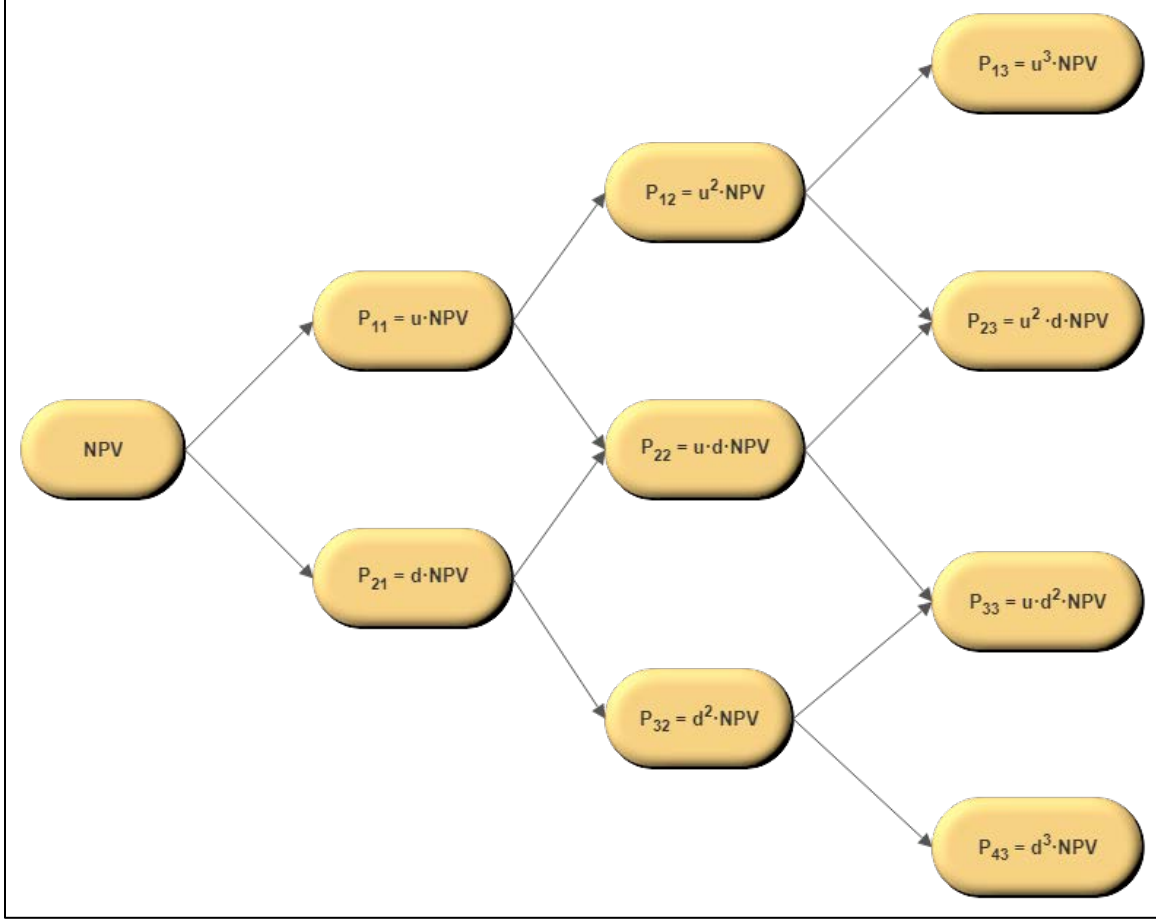 NPV
P₁₁ = u·NPV
P₂₁ = d·NPV
P₁₂ = u²·NPV
P₂₂ = u·d·NPV
P₃₂ = d²·NPV
P₁₃ = u³·NPV
P₂₃ = u² ·d·NPV
P₃₃ = u·d²·NPV
P₄₃ = d³·NPV